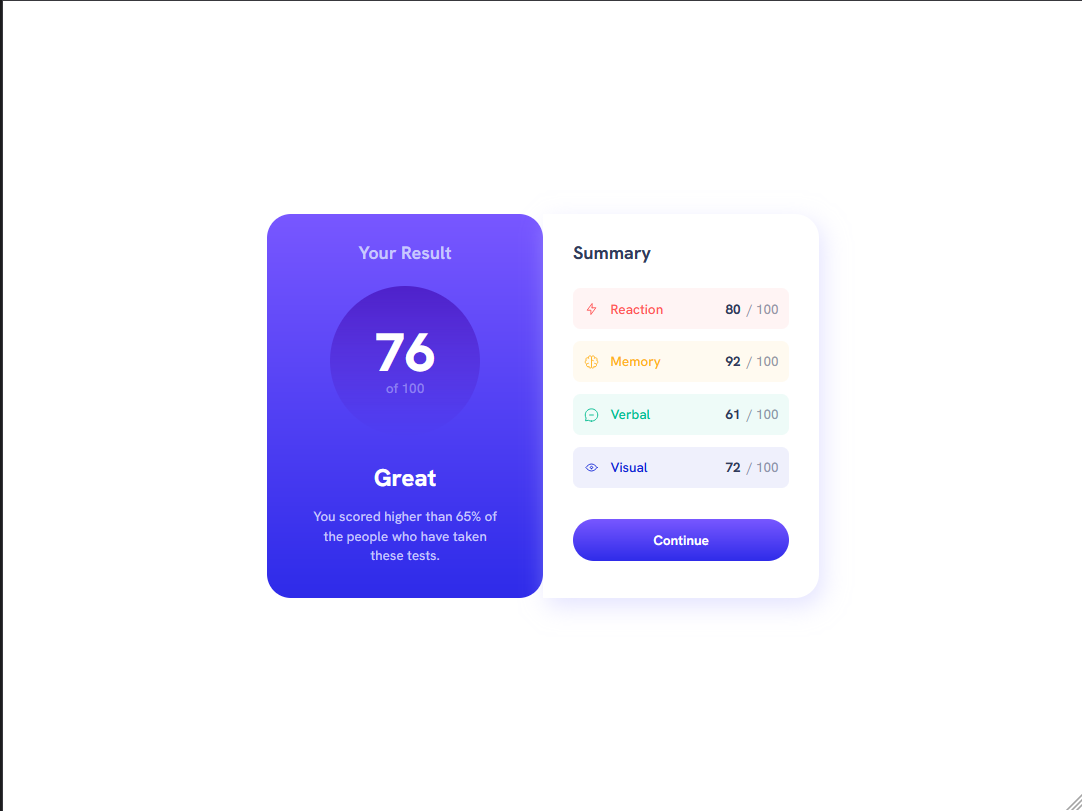 Your Result
76
of 100
Great
You scored higher than 65% of
the people who have taken
these tests.
Summary
Reaction 80 / 100
Memory 92 / 100
Verbal 61 / 100
Visual 72 / 100
Continue